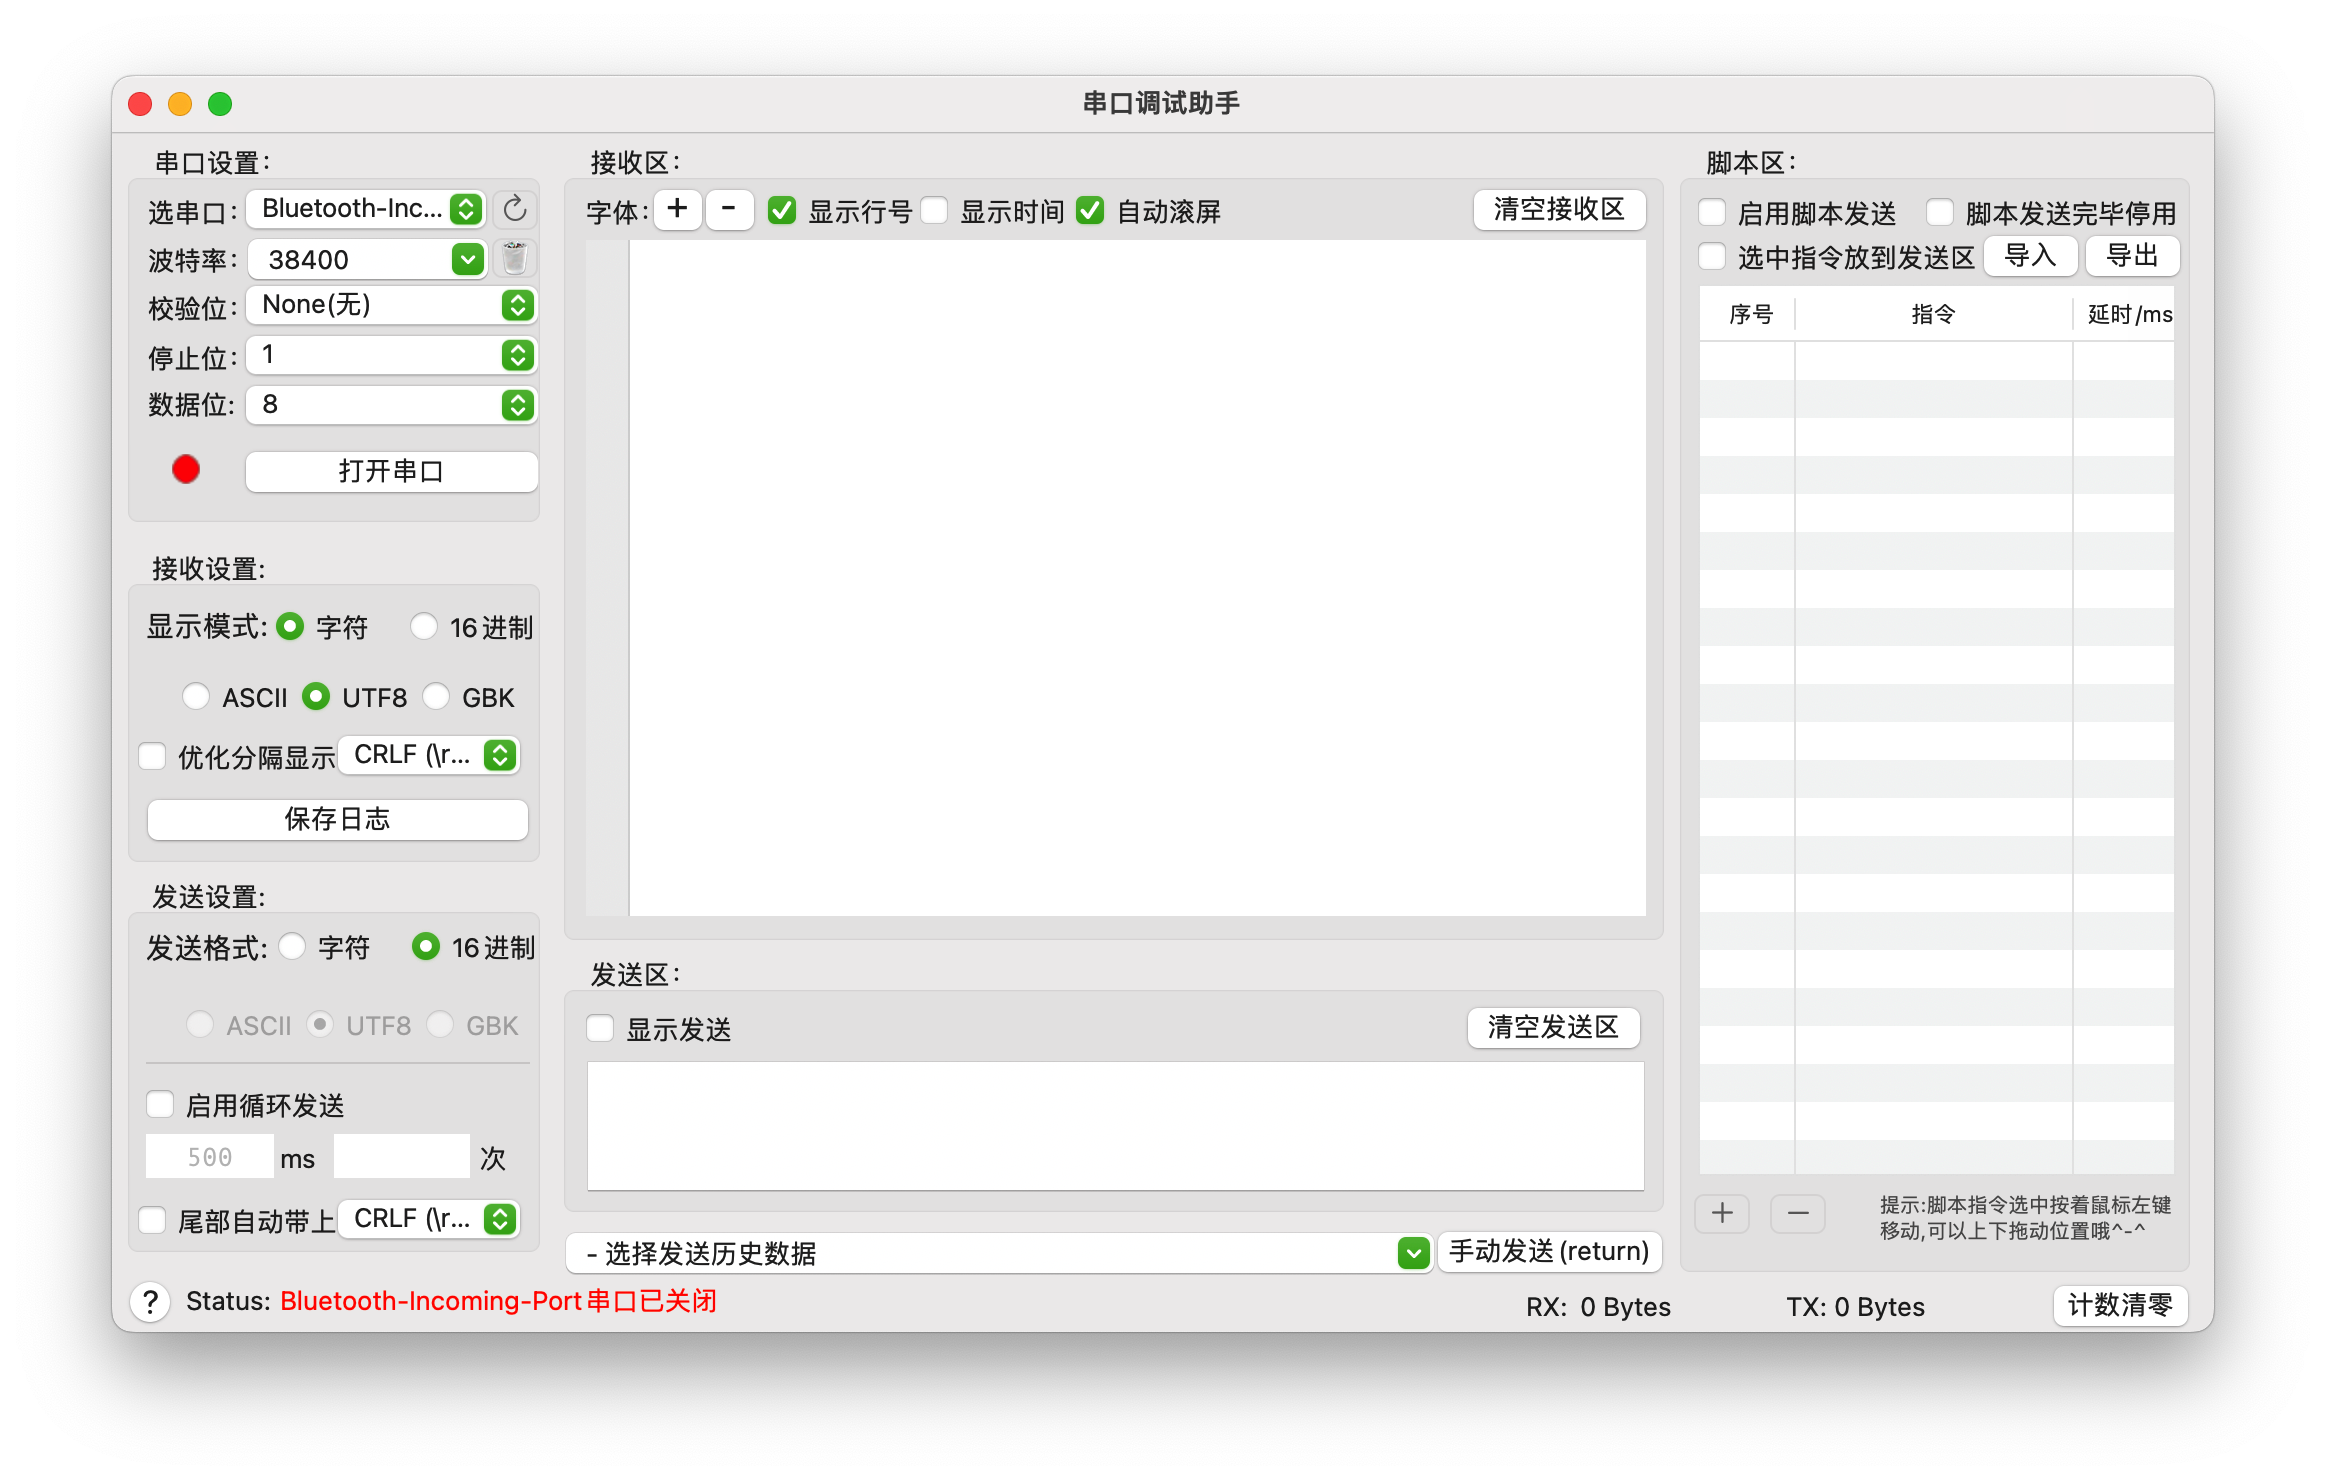 串口调试助手
串口设置:
选串口: Bluetooth-Inc...
波特率: 38400
校验位: None(无)
停止位: 1
数据位: 8
打开串口
接收设置:
显示模式: 字符 16进制
ASCII UTF8 GBK
优化分隔显示 CRLF (\r...
保存日志
发送设置:
发送格式: 字符 16进制
ASCII UTF8 GBK
启用循环发送
500 ms 次
尾部自动带上 CRLF (\r...
接收区:
字体: + - 显示行号 显示时间 自动滚屏 清空接收区
发送区:
显示发送 清空发送区
- 选择发送历史数据 手动发送(return)
脚本区:
启用脚本发送 脚本发送完毕停用
选中指令放到发送区 导入 导出
序号 指令 延时/ms
+ − 提示:脚本指令选中按着鼠标左键
移动,可以上下拖动位置哦^-^
? Status: Bluetooth-Incoming-Port串口已关闭 RX: 0 Bytes TX: 0 Bytes 计数清零